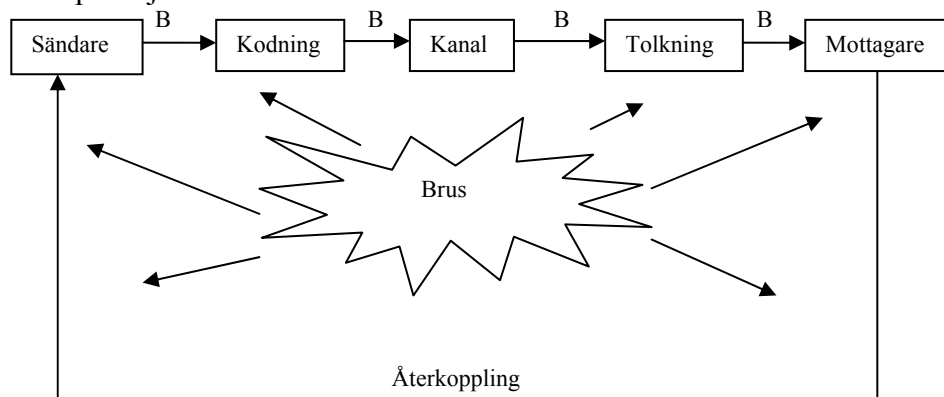 B B B B
Sändare Kodning Kanal Tolkning Mottagare
Brus
Återkoppling